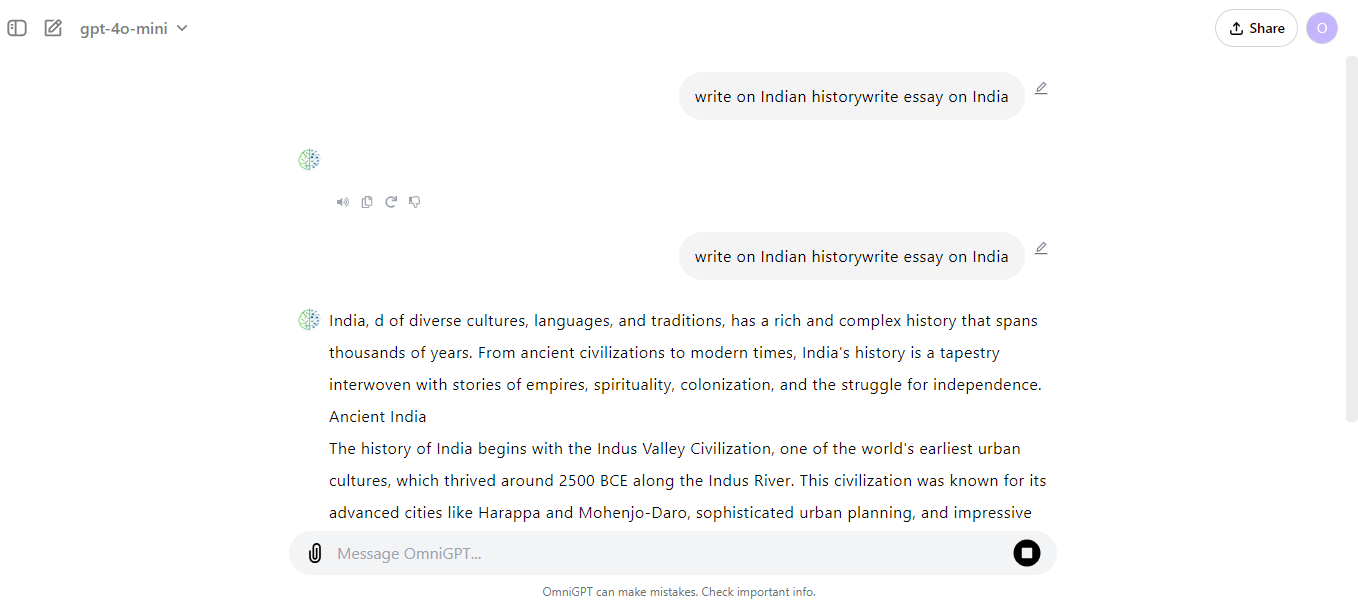 gpt-4o-mini
Share
O
write on Indian historywrite essay on India
write on Indian historywrite essay on India
India, d of diverse cultures, languages, and traditions, has a rich and complex history that spans
thousands of years. From ancient civilizations to modern times, India's history is a tapestry
interwoven with stories of empires, spirituality, colonization, and the struggle for independence.
Ancient India
The history of India begins with the Indus Valley Civilization, one of the world's earliest urban
cultures, which thrived around 2500 BCE along the Indus River. This civilization was known for its
advanced cities like Harappa and Mohenjo-Daro, sophisticated urban planning, and impressive
Message OmniGPT...
OmniGPT can make mistakes. Check important info.